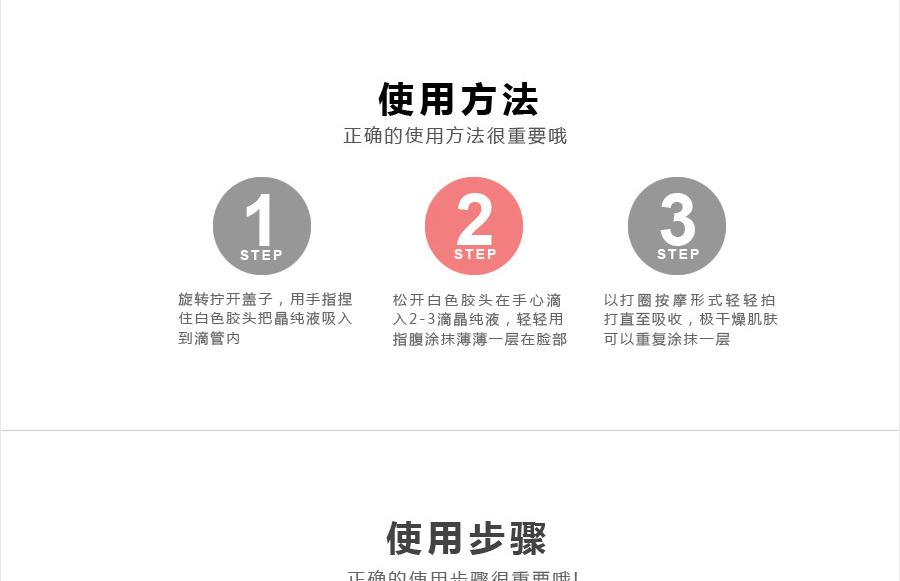 使用方法
正确的使用方法很重要哦
1
STEP
旋转拧开盖子，用手指捏
住白色胶头把晶纯液吸入
到滴管内
2
STEP
松开白色胶头在手心滴
入2-3滴晶纯液，轻轻用
指腹涂抹薄薄一层在脸部
3
STEP
以打圈按摩形式轻轻拍
打直至吸收，极干燥肌肤
可以重复涂抹一层
使用步骤
正确的使用步骤很重要哦!